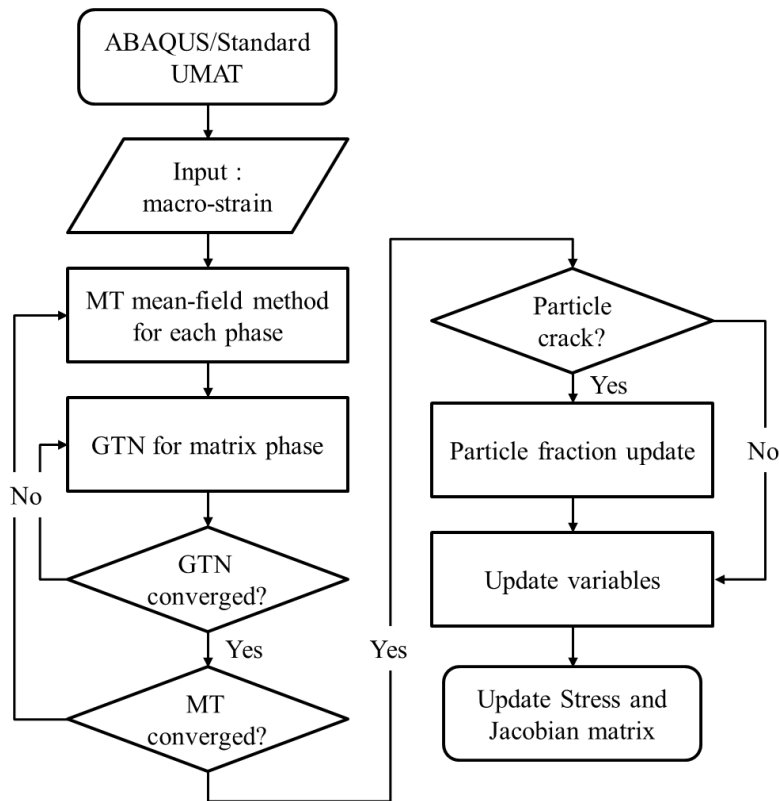 ABAQUS/Standard
UMAT
Input :
macro-strain
MT mean-field method
for each phase
GTN for matrix phase
No
GTN
converged?
Yes
MT
converged?
Yes
Particle
crack?
Yes
Particle fraction update
No
Update variables
Update Stress and
Jacobian matrix